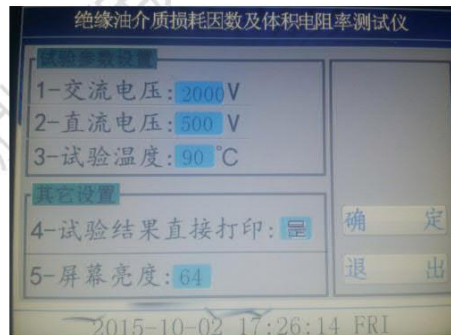 绝缘油介质损耗因数及体积电阻率测试仪
试验参数设置
1-交流电压:2000V
2-直流电压:500 V
3-试验温度:90 ℃
其它设置
4-试验结果直接打印:是
5-屏幕亮度:64
确 定
退 出
2015-10-02 17:26:14 FRI